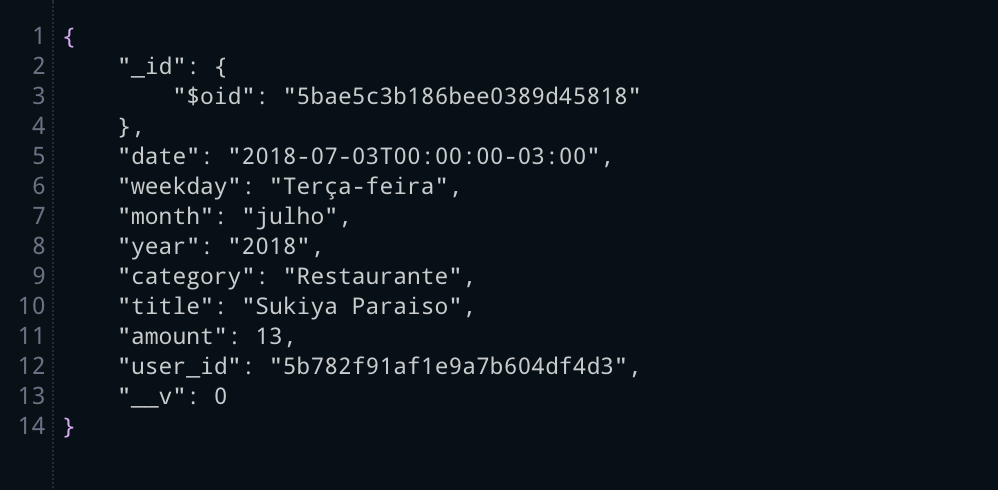 1 {
2 "_id": {
3 "$oid": "5bae5c3b186bee0389d45818"
4 },
5 "date": "2018-07-03T00:00:00-03:00",
6 "weekday": "Terça-feira",
7 "month": "julho",
8 "year": "2018",
9 "category": "Restaurante",
10 "title": "Sukiya Paraiso",
11 "amount": 13,
12 "user_id": "5b782f91af1e9a7b604df4d3",
13 "__v": 0
14 }